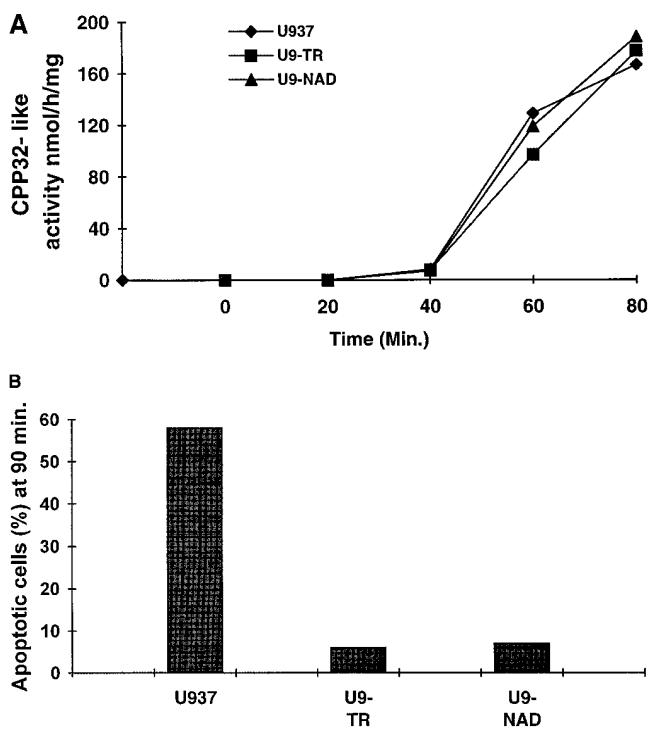 A
CPP32- like
activity nmol/h/mg
200
160
120
80
40
0
U937
U9-TR
U9-NAD
0 20 40 60 80
Time (Min.)
B
Apoptotic cells (%) at 90 min.
60
50
40
30
20
10
0
U937 U9- U9-
TR NAD